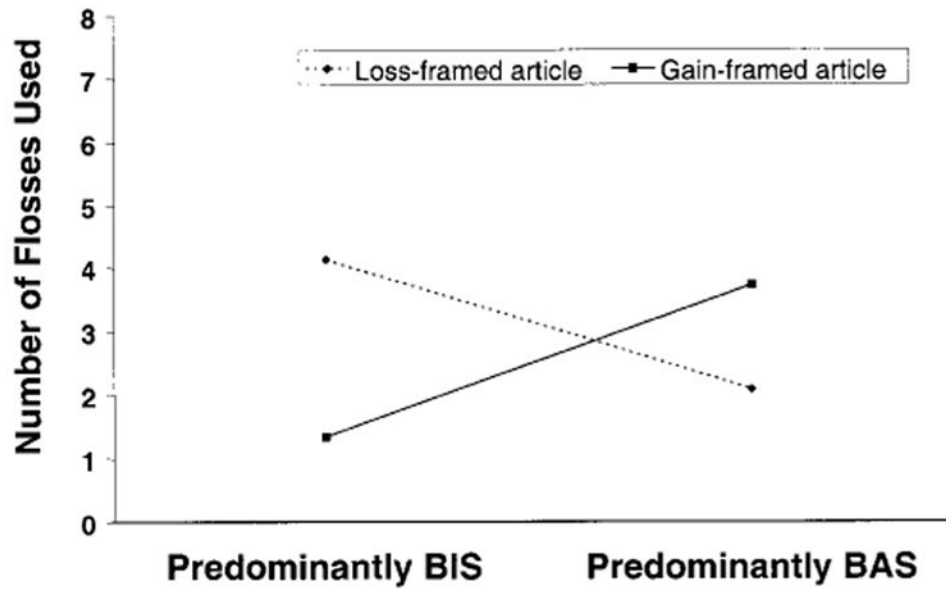 8
7
6
5
4
3
2
1
0
Number of Flosses Used
Loss-framed article
Gain-framed article
Predominantly BIS
Predominantly BAS